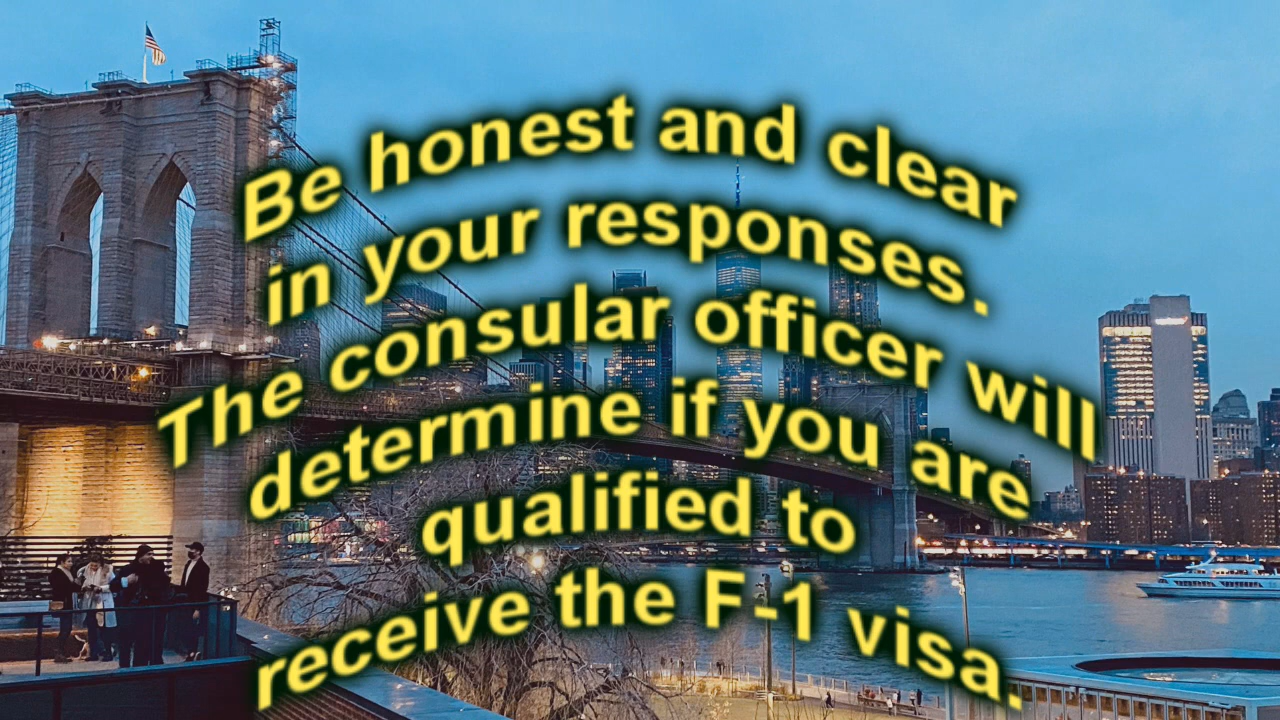 Be honest and clear
in your responses.
The consular officer will
determine if you are
qualified to
receive the F-1 visa.